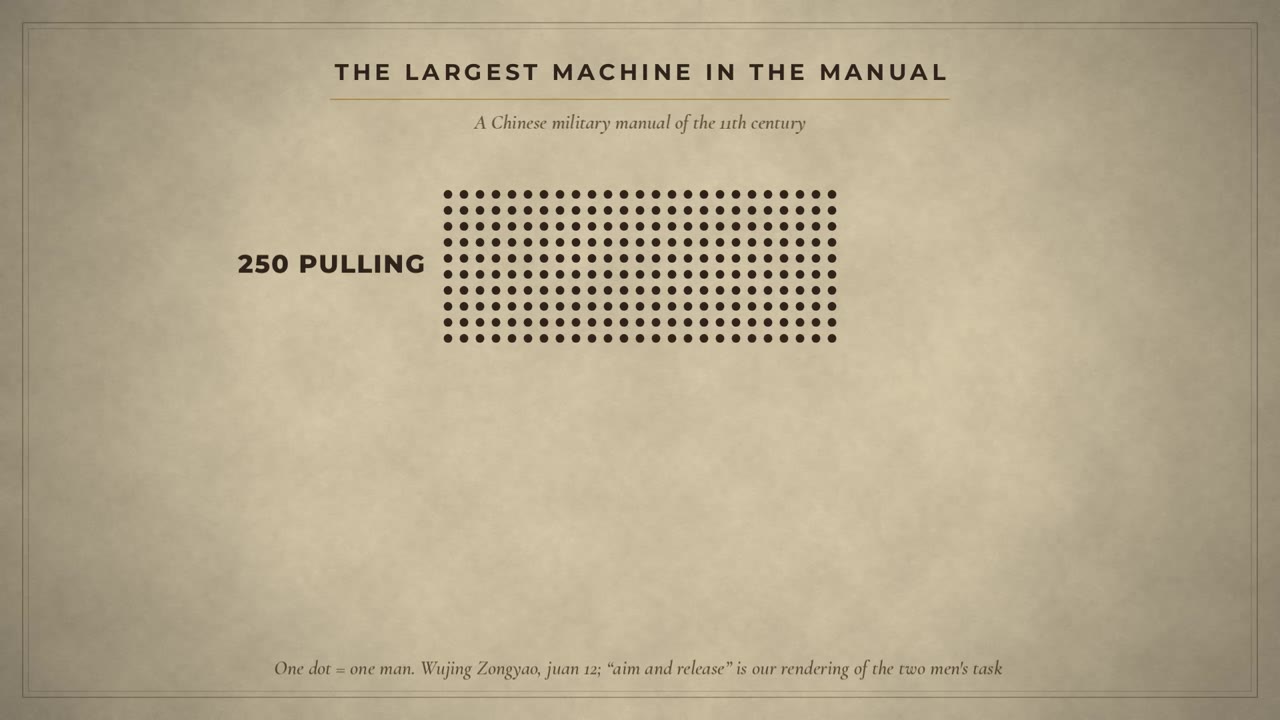 THE LARGEST MACHINE IN THE MANUAL
A Chinese military manual of the 11th century
250 PULLING
One dot = one man. Wujing Zongyao, juan 12; “aim and release” is our rendering of the two men's task